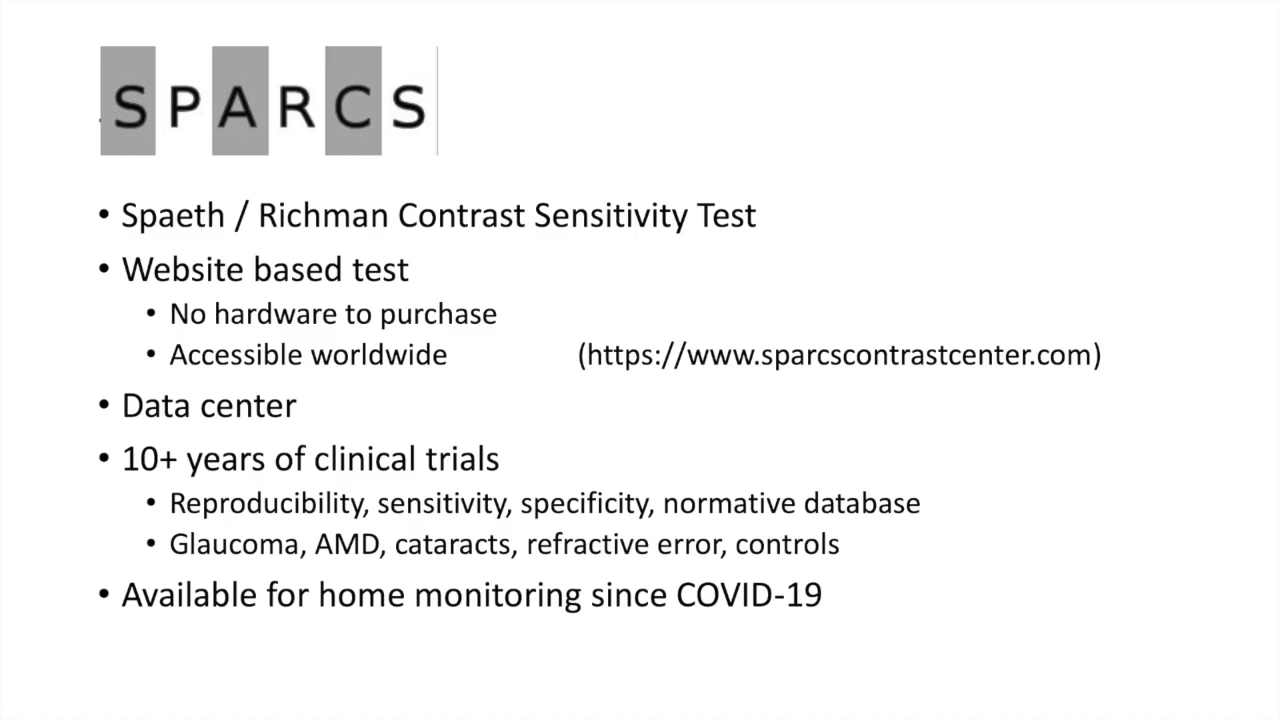 SPARCS
• Spaeth / Richman Contrast Sensitivity Test
• Website based test
• No hardware to purchase
• Accessible worldwide (https://www.sparcscontrastcenter.com)
• Data center
• 10+ years of clinical trials
• Reproducibility, sensitivity, specificity, normative database
• Glaucoma, AMD, cataracts, refractive error, controls
• Available for home monitoring since COVID-19